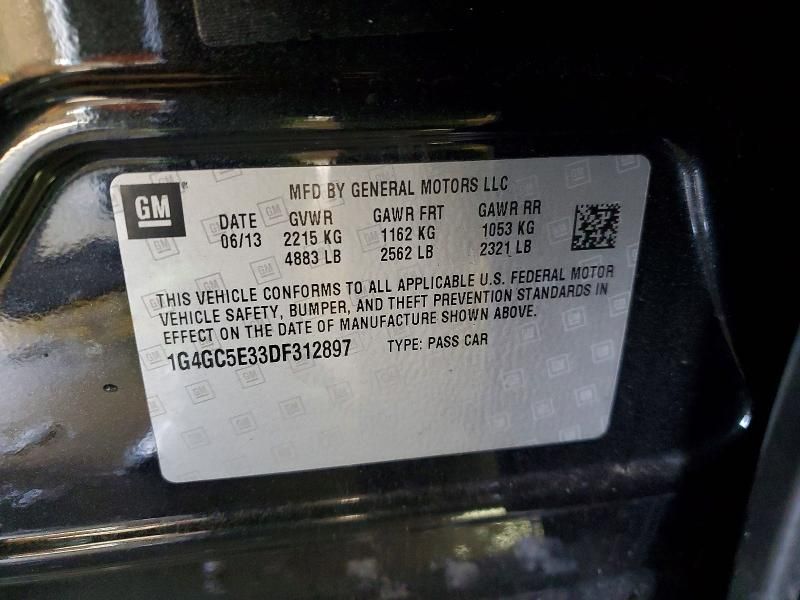 GM
MFD BY GENERAL MOTORS LLC
DATE GVWR GAWR FRT GAWR RR
06/13 2215 KG 1162 KG 1053 KG
4883 LB 2562 LB 2321 LB
THIS VEHICLE CONFORMS TO ALL APPLICABLE U.S. FEDERAL MOTOR
VEHICLE SAFETY, BUMPER, AND THEFT PREVENTION STANDARDS IN
EFFECT ON THE DATE OF MANUFACTURE SHOWN ABOVE.
1G4GC5E33DF312897 TYPE: PASS CAR